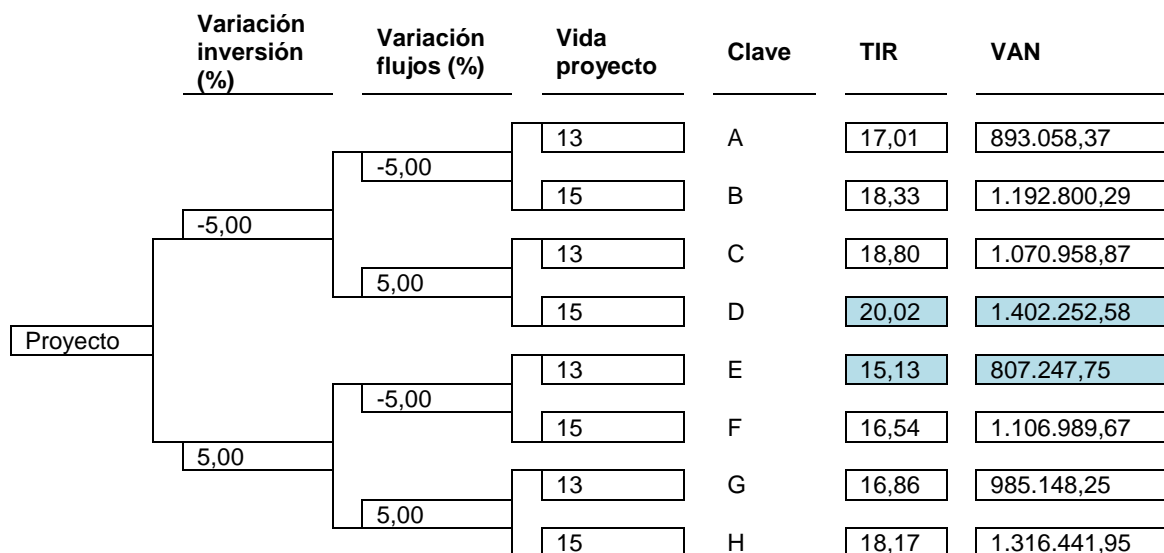 Variación inversión (%) Variación flujos (%) Vida proyecto Clave TIR VAN
13 A 17,01 893.058,37
-5,00
15 B 18,33 1.192.800,29
-5,00
13 C 18,80 1.070.958,87
5,00
15 D 20,02 1.402.252,58
Proyecto
13 E 15,13 807.247,75
-5,00
15 F 16,54 1.106.989,67
5,00
13 G 16,86 985.148,25
5,00
15 H 18,17 1.316.441,95